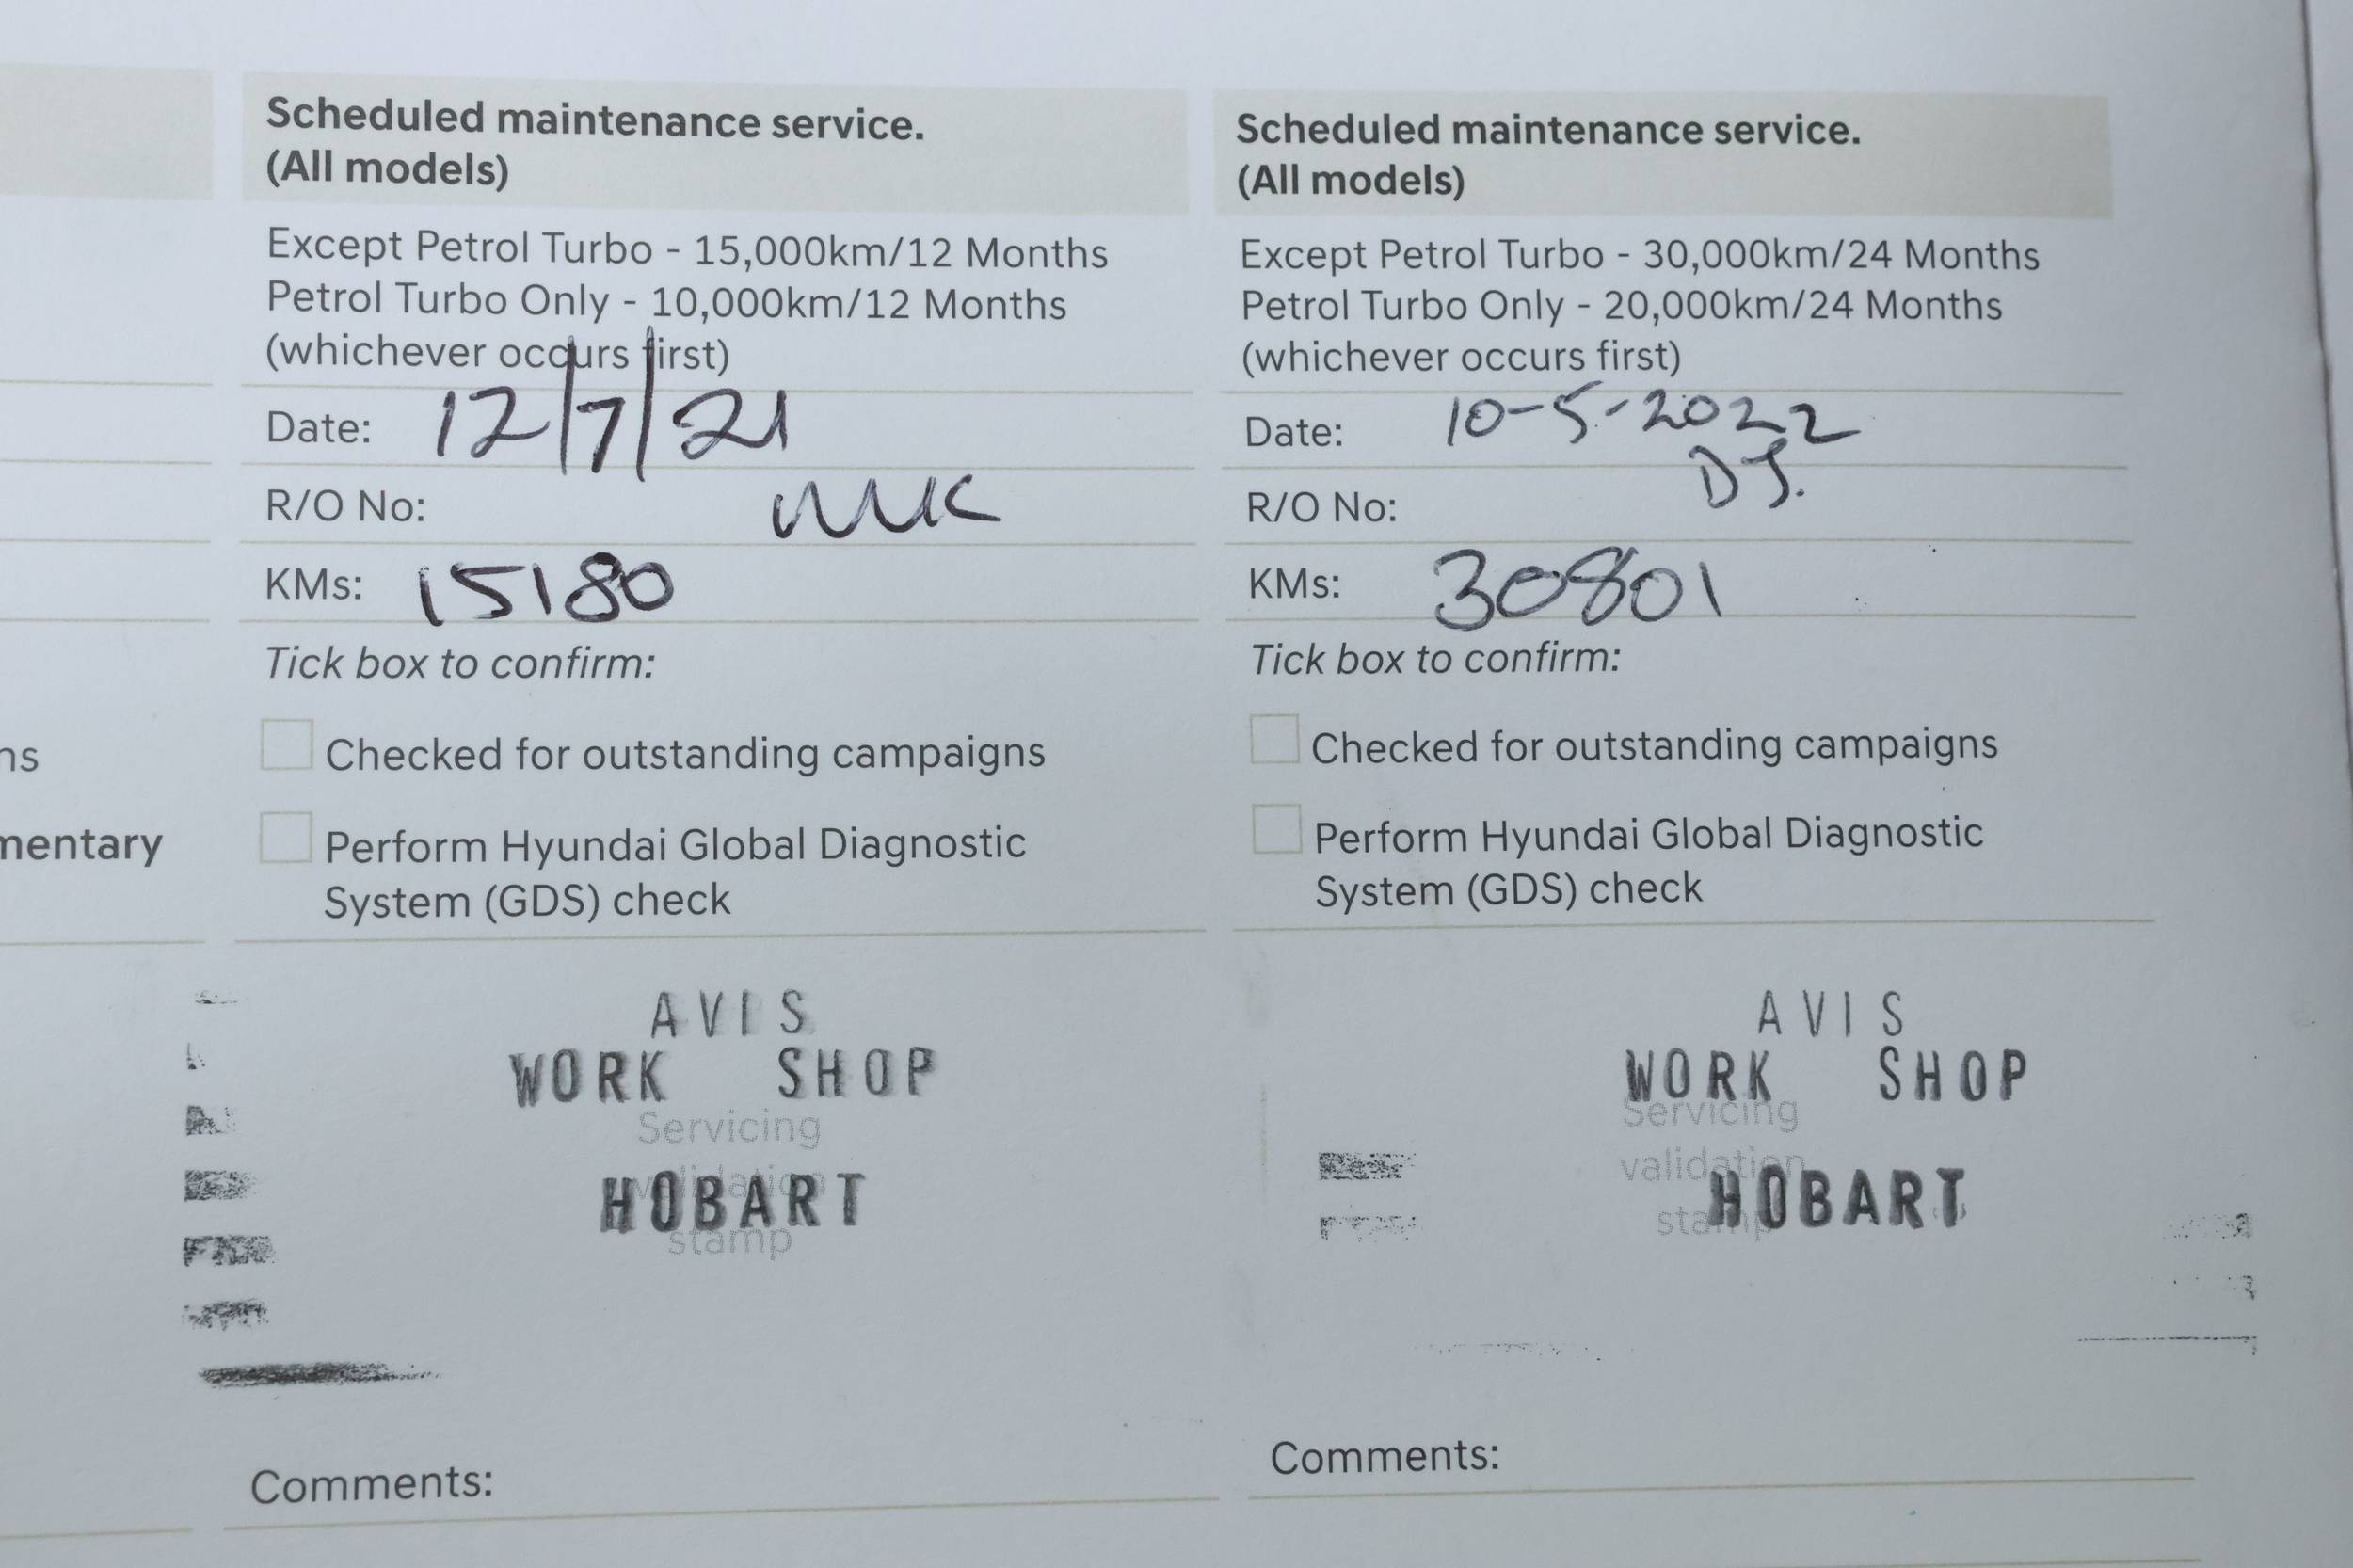 Scheduled maintenance service.
(All models)
Except Petrol Turbo - 15,000km/12 Months
Petrol Turbo Only - 10,000km/12 Months
(whichever occurs first)
Date: 12/7/21
R/O No:
KMs: 15180
Tick box to confirm:
Checked for outstanding campaigns
Perform Hyundai Global Diagnostic
System (GDS) check
AVIS
WORK SHOP
Servicing
validation
HOBART
stamp
Comments:
Scheduled maintenance service.
(All models)
Except Petrol Turbo - 30,000km/24 Months
Petrol Turbo Only - 20,000km/24 Months
(whichever occurs first)
Date: 10-5-2022
DJ.
R/O No:
KMs: 30801
Tick box to confirm:
Checked for outstanding campaigns
Perform Hyundai Global Diagnostic
System (GDS) check
AVIS
WORK SHOP
Servicing
validation
HOBART
stamp
Comments:
ns
mentary